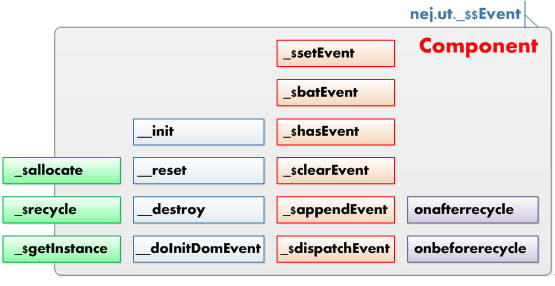 nej.ut._$$Event
Component
_$setEvent
_$batEvent
__init
_$hasEvent
_$allocate
__reset
_$clearEvent
_$recycle
__destroy
_$appendEvent
onafterrecycle
_$getInstance
__doInitDomEvent
_$dispatchEvent
onbeforerecycle